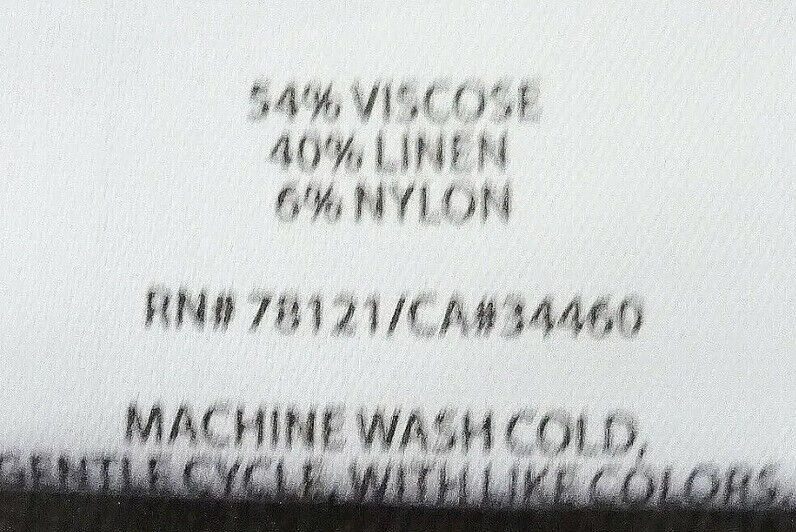 54% VISCOSE
40% LINEN
6% NYLON
RN# 78121/CA#34460
MACHINE WASH COLD,
GENTLE CYCLE, WITH LIKE COLORS.